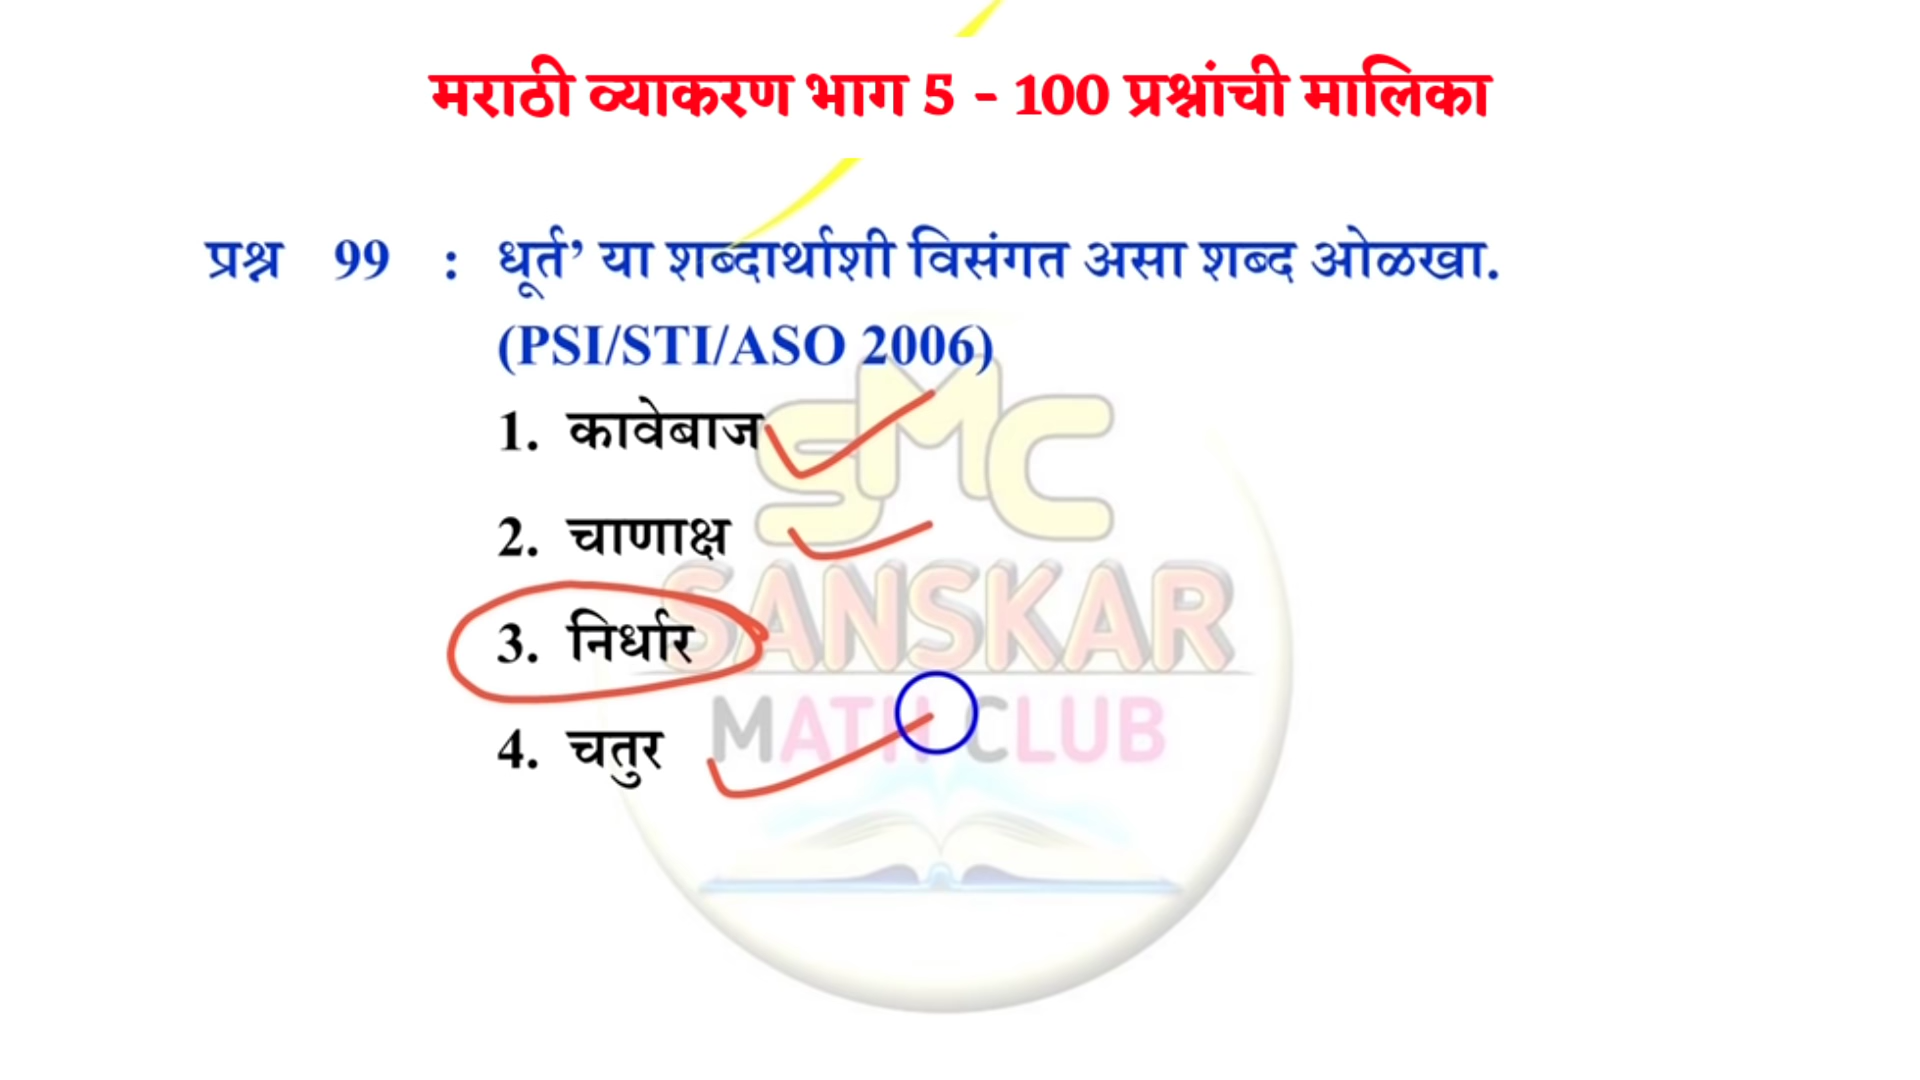 मराठी व्याकरण भाग 5 - 100 प्रश्नांची मालिका
प्रश्न 99 : धूर्त’ या शब्दार्थाशी विसंगत असा शब्द ओळखा.
(PSI/STI/ASO 2006)
1. कावेबाज
2. चाणाक्ष
3. निर्धार
4. चतुर
SMC
SANSKAR
MATH CLUB